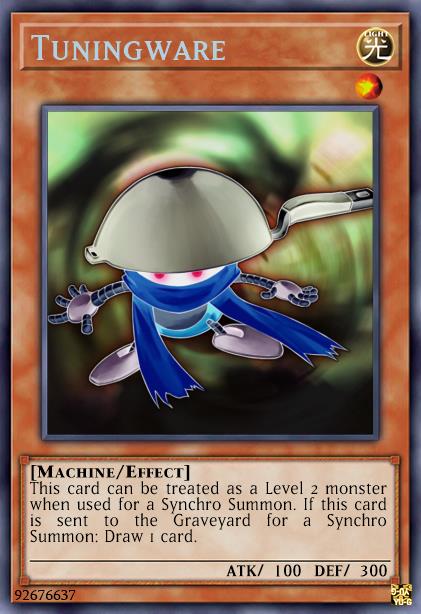 TUNINGWARE
LIGHT
光
[MACHINE/EFFECT]
This card can be treated as a Level 2 monster
when used for a Synchro Summon. If this card
is sent to the Graveyard for a Synchro
Summon: Draw 1 card.
ATK/ 100 DEF/ 300
92676637